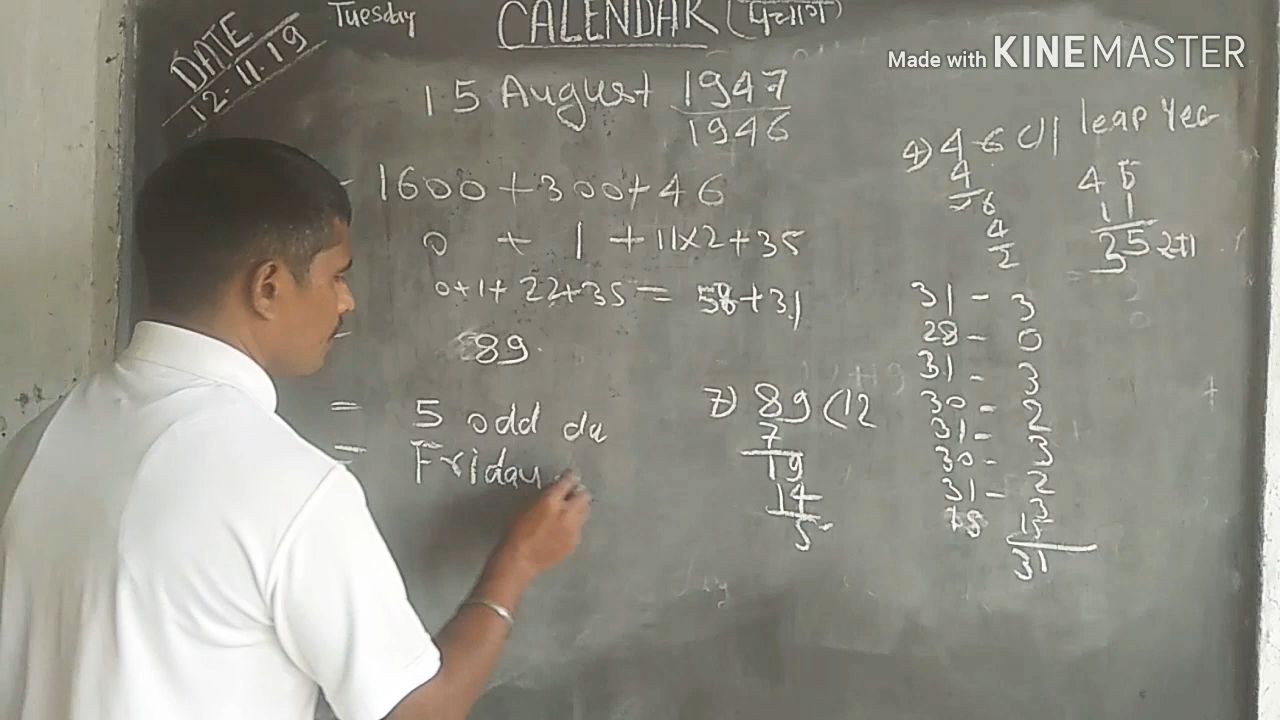 DATE
12.11.19
Tuesday
CALENDAR (पंचांग)
Made with KINEMASTER
15 August 1947
1946
1600 + 300 + 46
0 + 1 + 11×2 + 35
0+1+22+35 = 58+31
89
= 5 odd da
= Friday
7) 89 (12
7
19
14
5
4) 46 (11 leap Yea
4
6
4
2
45
11
35
31 - 3
28 - 0
31 - 3
30 - 2
31 - 3
30 - 2
31 - 3
15
31